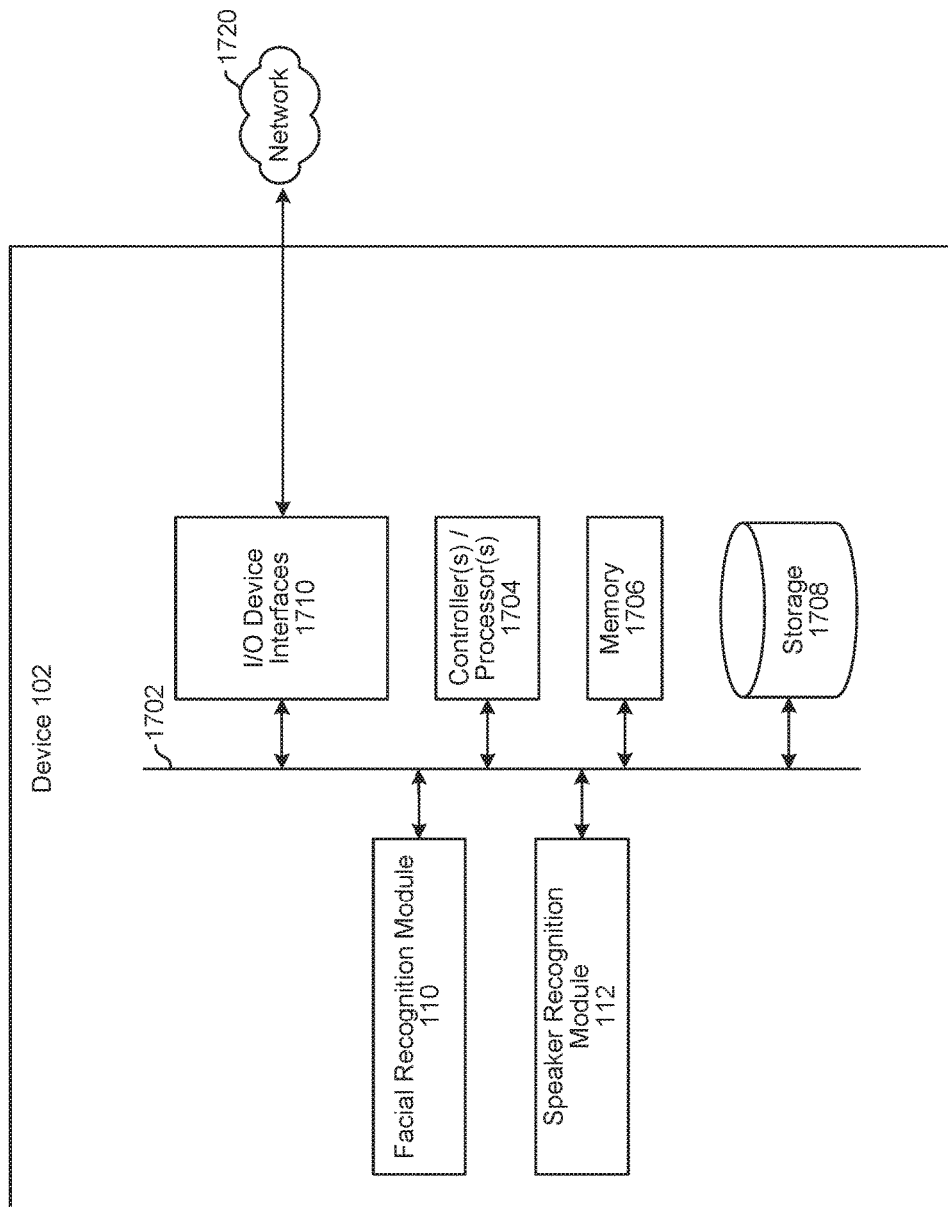 Device 102
1702
I/O Device
Interfaces
1710
1720
Network
Facial Recognition Module
110
Controller(s) /
Processor(s)
1704
Speaker Recognition
Module
112
Memory
1706
Storage
1708